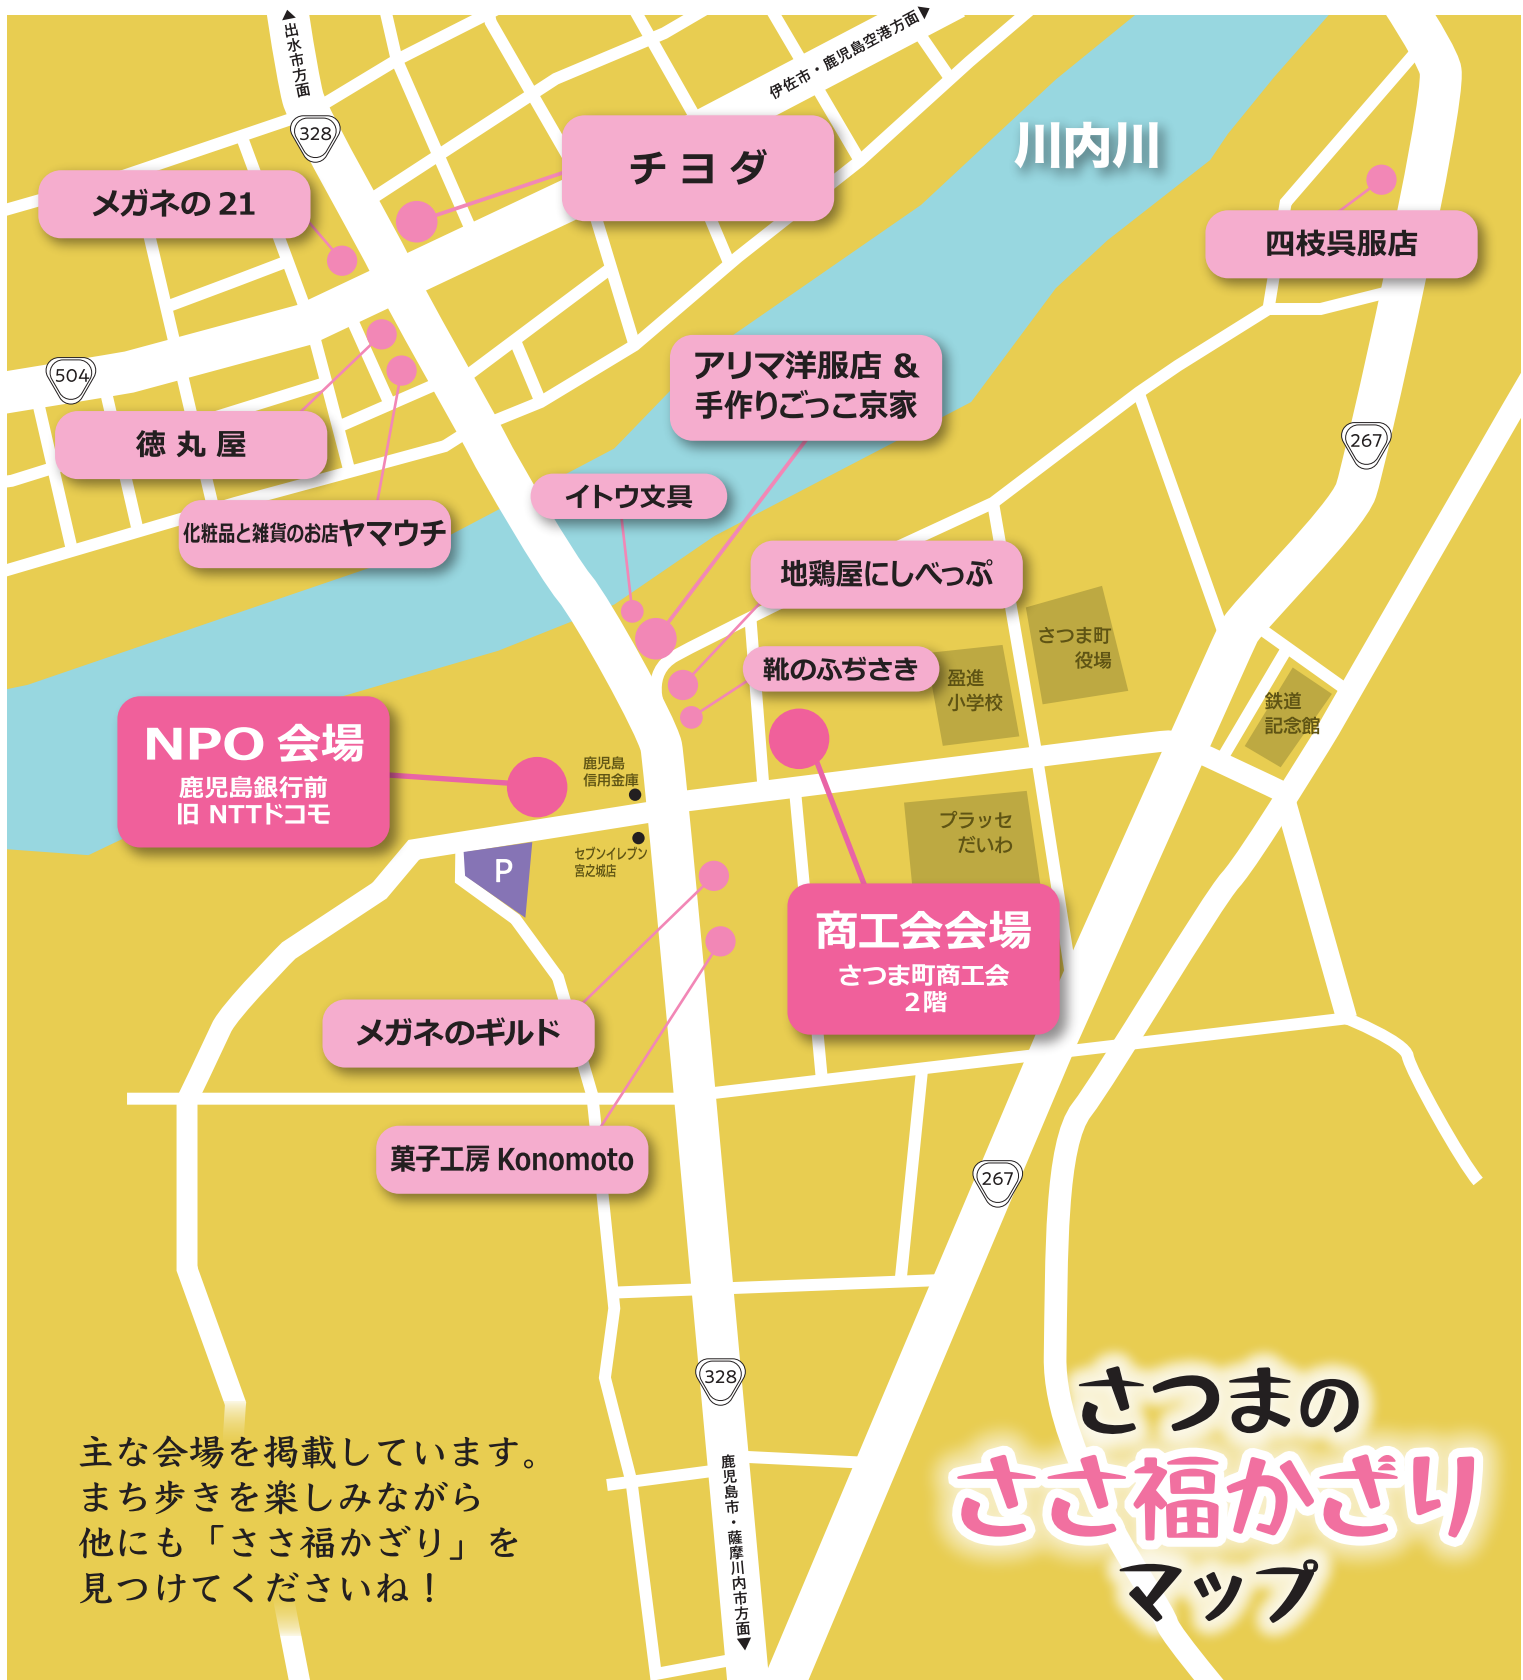 ▲出水市方面
伊佐市・鹿児島空港方面▼
328
川内川
チヨダ
メガネの21
四枝呉服店
504
アリマ洋服店 &
手作りごっこ京家
徳丸屋
267
イトウ文具
化粧品と雑貨のお店ヤマウチ
地鶏屋にしべっぷ
さつま町
役場
靴のふぢさき
盈進
小学校
鉄道
記念館
NPO 会場
鹿児島銀行前
旧 NTTドコモ
鹿児島
信用金庫
プラッセ
だいわ
セブンイレブン
宮之城店
P
商工会会場
さつま町商工会
2階
メガネのギルド
菓子工房 Konomoto
267
328
鹿児島市・薩摩川内市方面▼
主な会場を掲載しています。
まち歩きを楽しみながら
他にも「ささ福かざり」を
見つけてくださいね！
さつまの
ささ福かざり
マップ